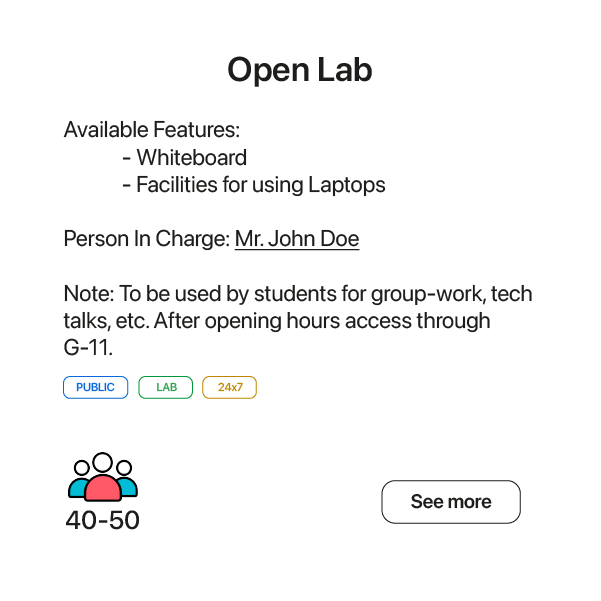 Open Lab
Available Features:
- Whiteboard
- Facilities for using Laptops
Person In Charge: Mr. John Doe
Note: To be used by students for group-work, tech
talks, etc. After opening hours access through
G-11.
PUBLIC LAB 24x7
40-50
See more